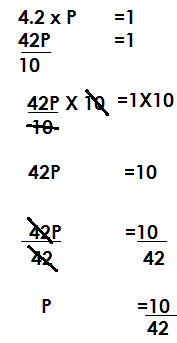 4.2 x P =1
42P =1
10
42P X 10 =1X10
10
42P =10
42P =10
42 42
P =10
42